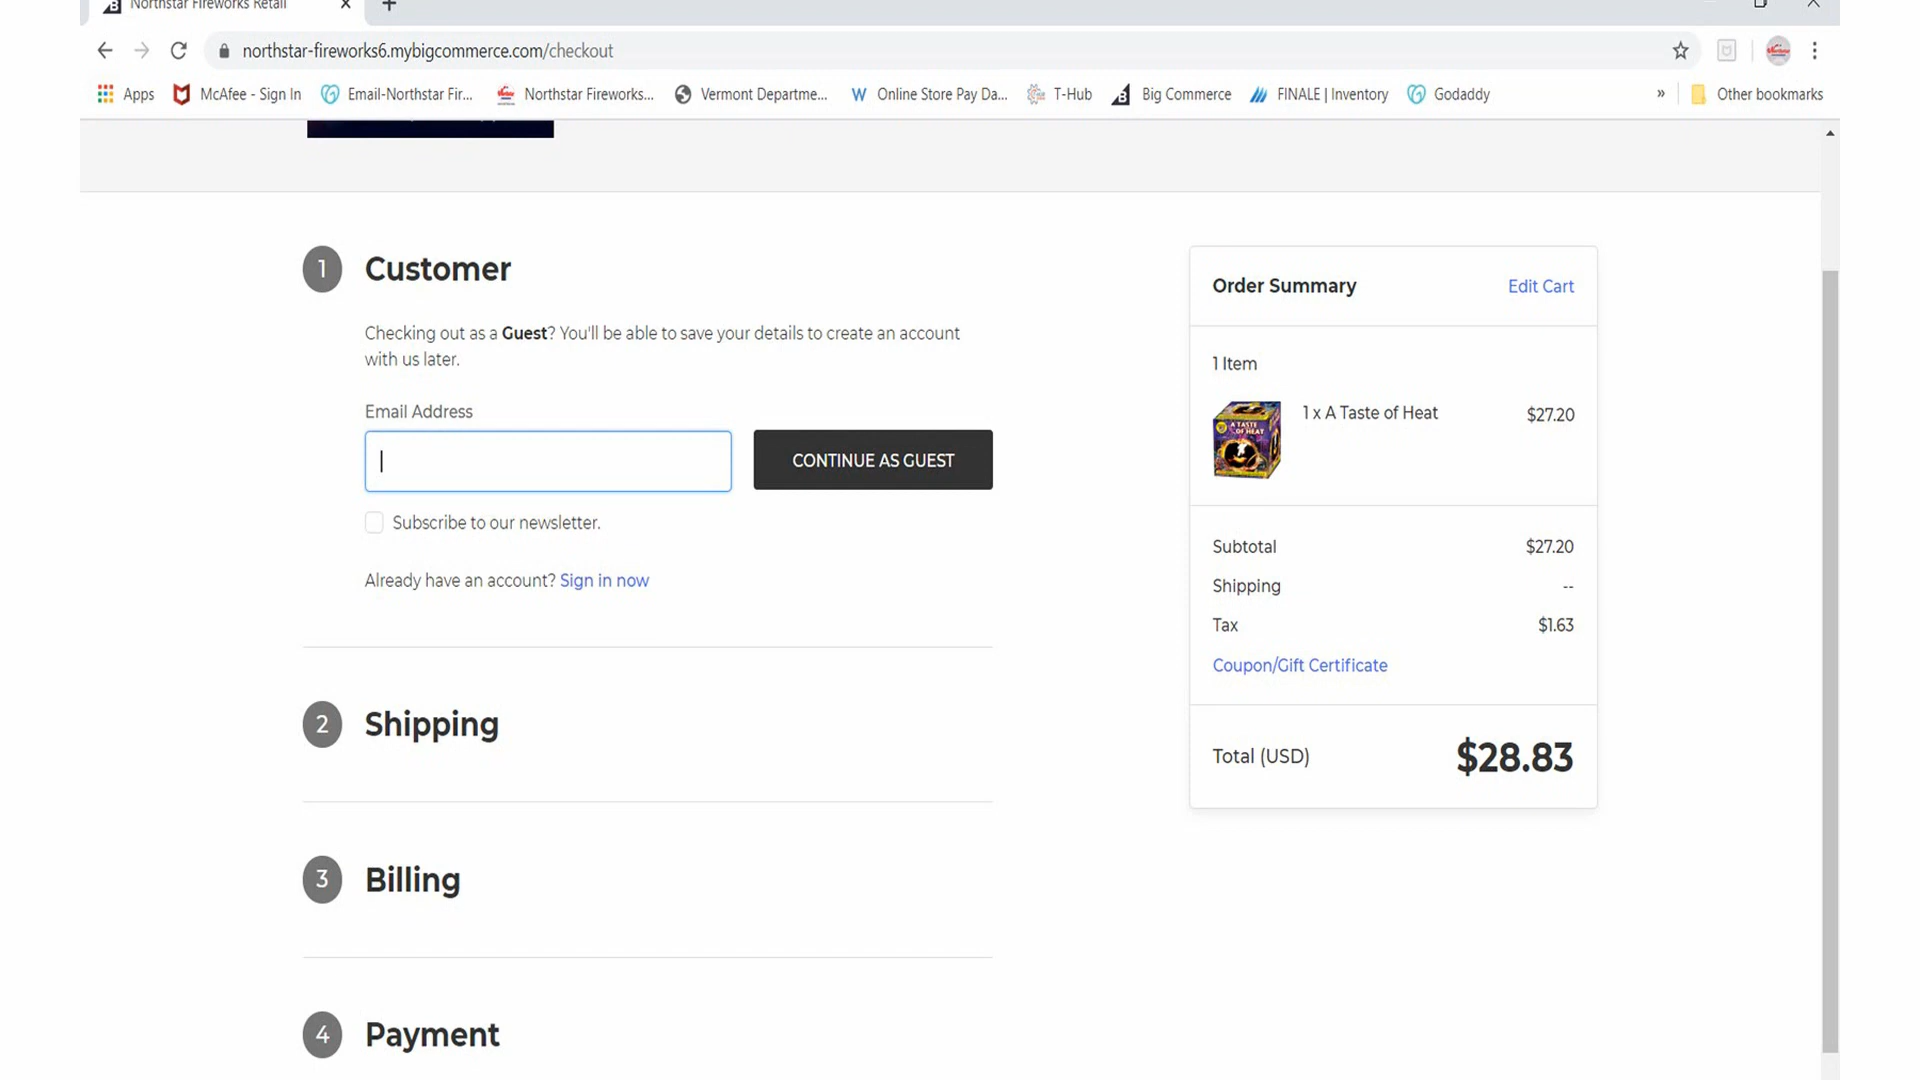 Northstar Fireworks Retail
northstar-fireworks6.mybigcommerce.com/checkout
Apps McAfee - Sign In Email-Northstar Fir... Northstar Fireworks... Vermont Departme... Online Store Pay Da... T-Hub Big Commerce FINALE | Inventory Godaddy » Other bookmarks
1 Customer
Checking out as a Guest? You'll be able to save your details to create an account
with us later.
Email Address
CONTINUE AS GUEST
Subscribe to our newsletter.
Already have an account? Sign in now
2 Shipping
3 Billing
4 Payment
Order Summary Edit Cart
1 Item
A TASTE
OF HEAT
1 x A Taste of Heat $27.20
Subtotal $27.20
Shipping --
Tax $1.63
Coupon/Gift Certificate
Total (USD) $28.83